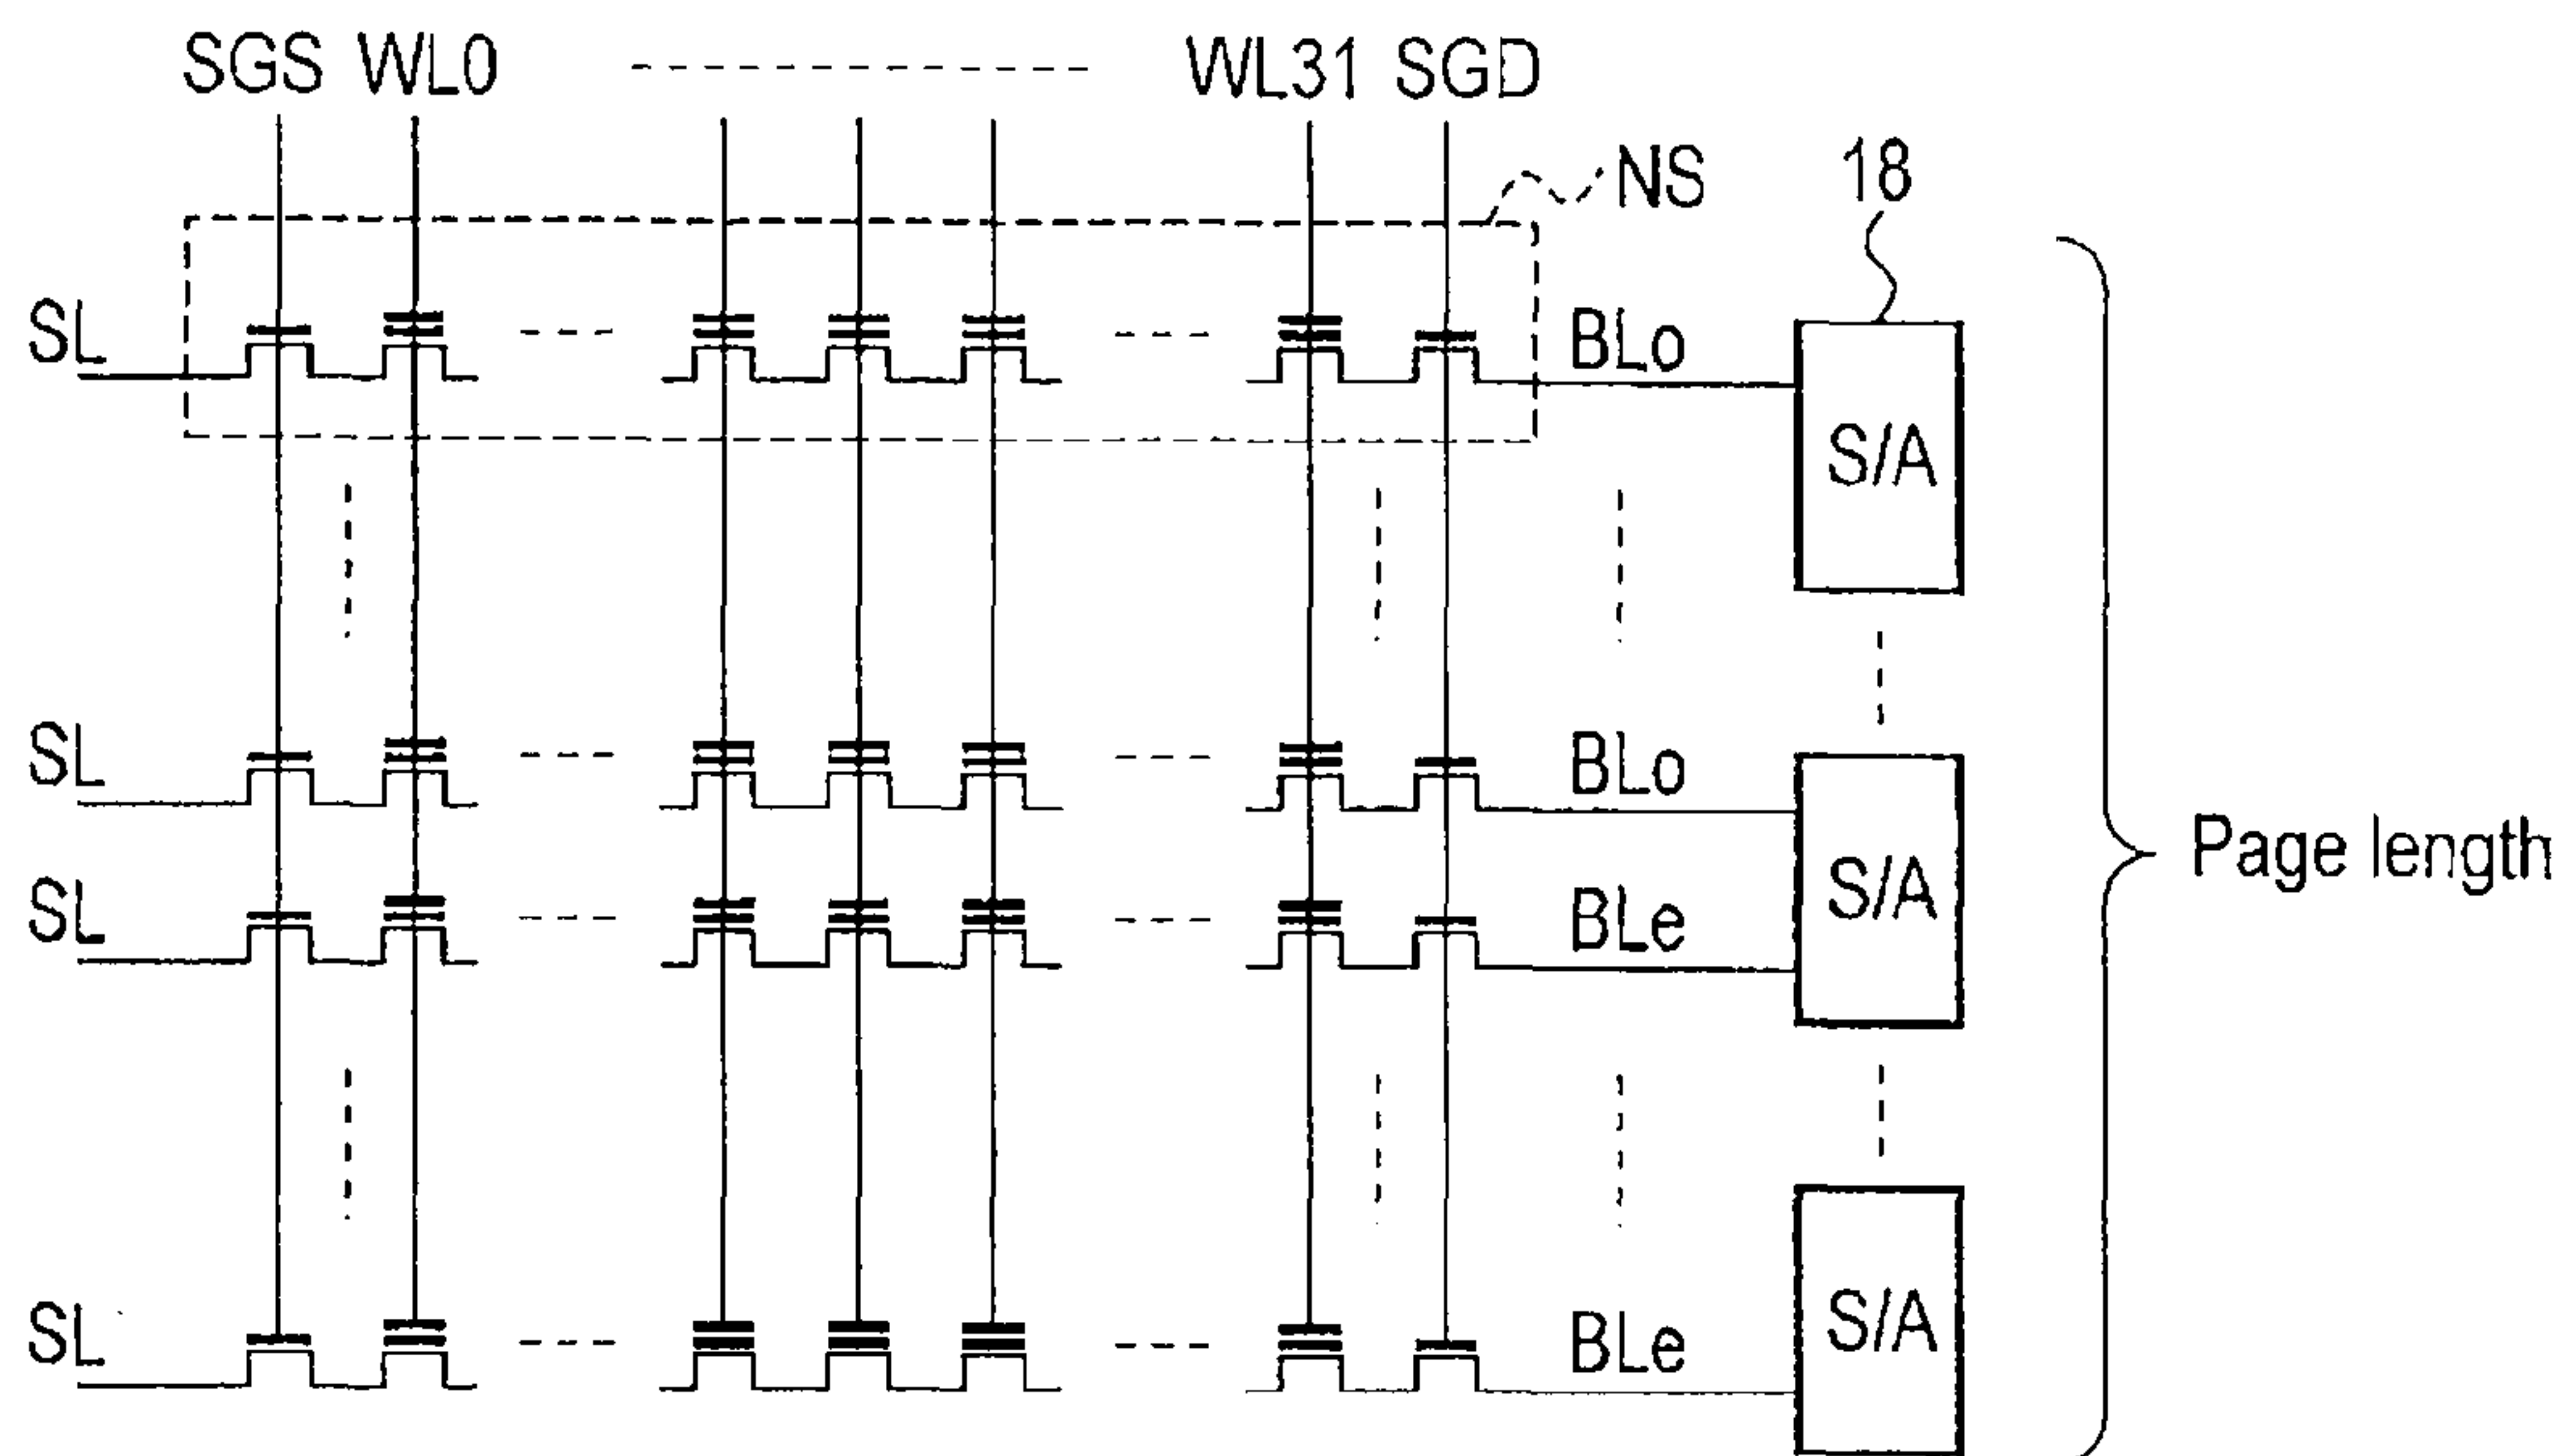 SGS WL0 WL31 SGD
NS
18
SL BLo
S/A
SL BLo
S/A
Page length
SL BLe
SL BLe
S/A